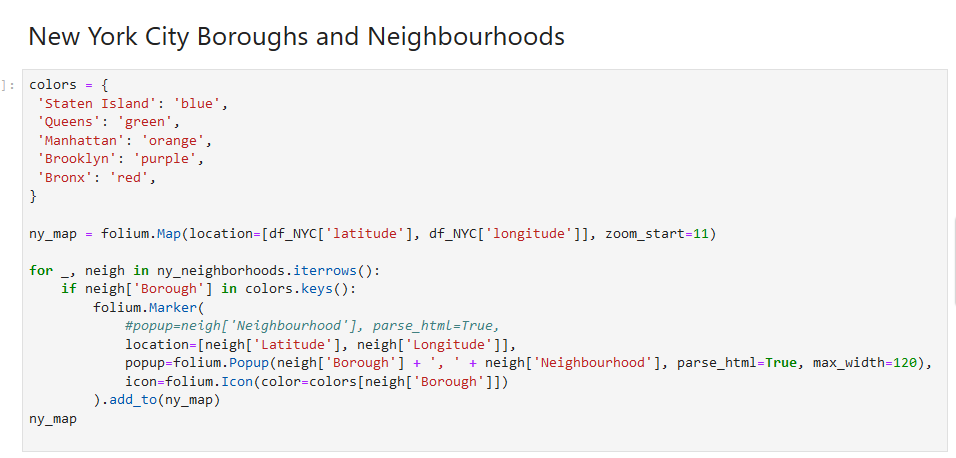 New York City Boroughs and Neighbourhoods
]: colors = {
 'Staten Island': 'blue',
 'Queens': 'green',
 'Manhattan': 'orange',
 'Brooklyn': 'purple',
 'Bronx': 'red',
}
ny_map = folium.Map(location=[df_NYC['latitude'], df_NYC['longitude']], zoom_start=11)
for _, neigh in ny_neighborhoods.iterrows():
    if neigh['Borough'] in colors.keys():
        folium.Marker(
            #popup=neigh['Neighbourhood'], parse_html=True,
            location=[neigh['Latitude'], neigh['Longitude']],
            popup=folium.Popup(neigh['Borough'] + ', ' + neigh['Neighbourhood'], parse_html=True, max_width=120),
            icon=folium.Icon(color=colors[neigh['Borough']])
        ).add_to(ny_map)
ny_map